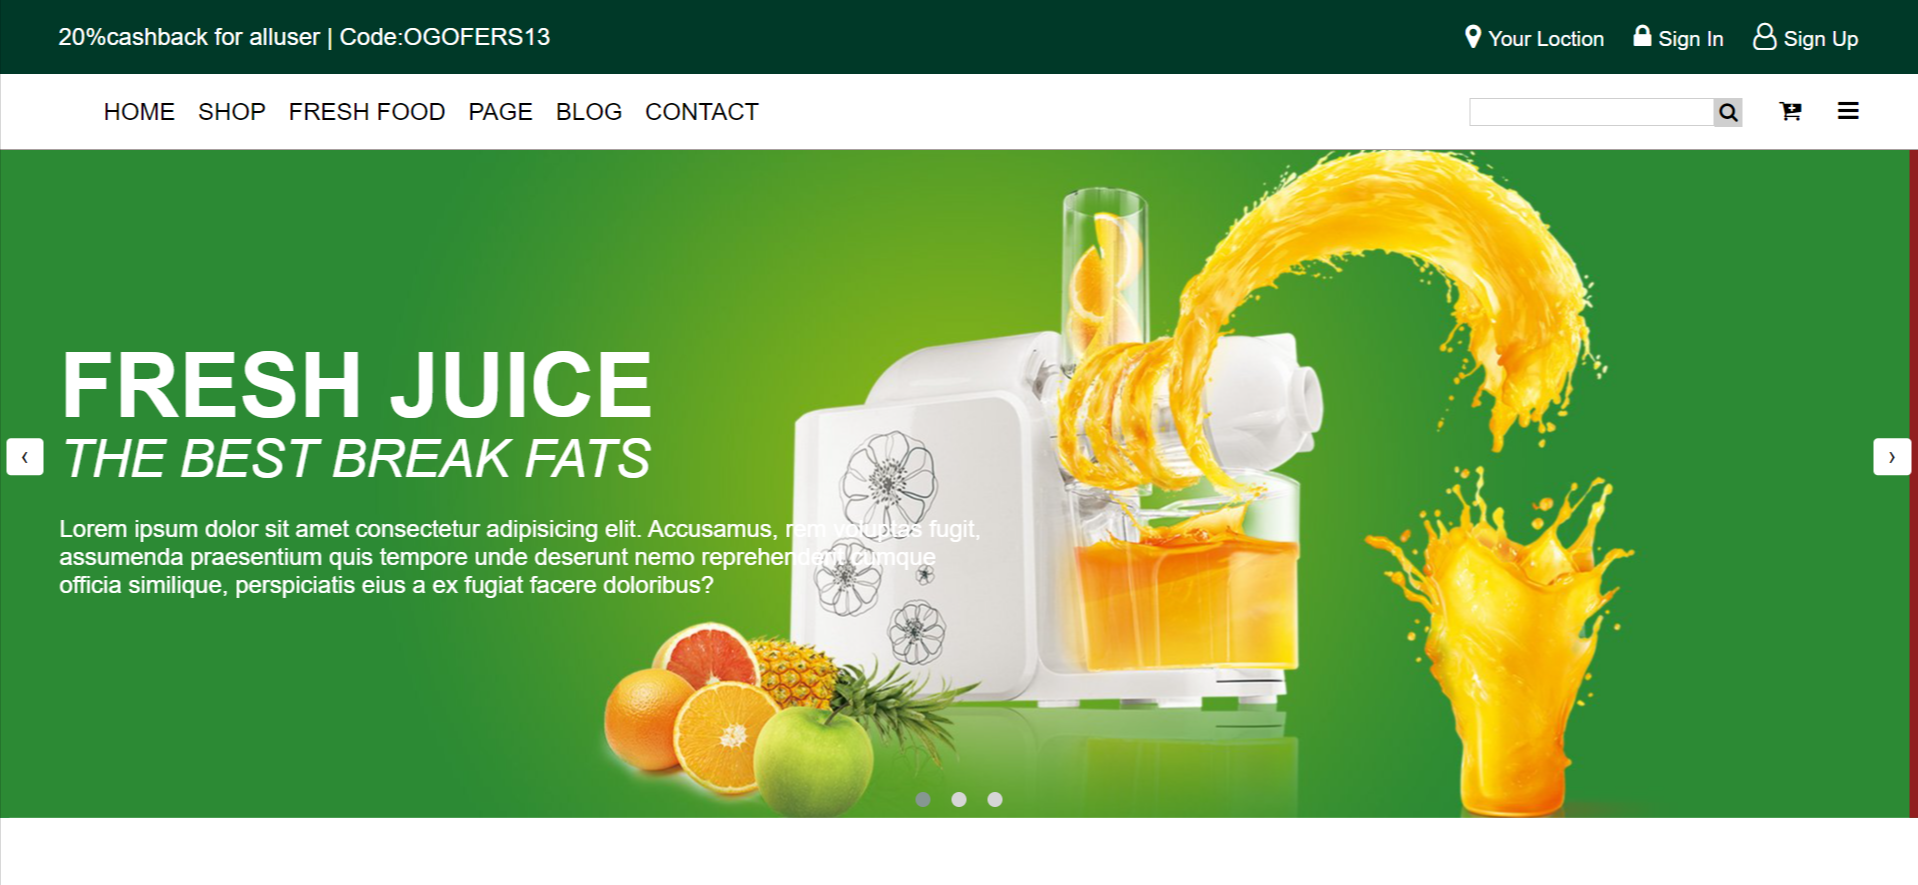 20%cashback for alluser | Code:OGOFERS13
Your Loction Sign In Sign Up
HOME SHOP FRESH FOOD PAGE BLOG CONTACT
FRESH JUICE
THE BEST BREAK FATS
Lorem ipsum dolor sit amet consectetur adipisicing elit. Accusamus, rem voluptas fugit,
assumenda praesentium quis tempore unde deserunt nemo reprehenderit cumque
officia similique, perspiciatis eius a ex fugiat facere doloribus?